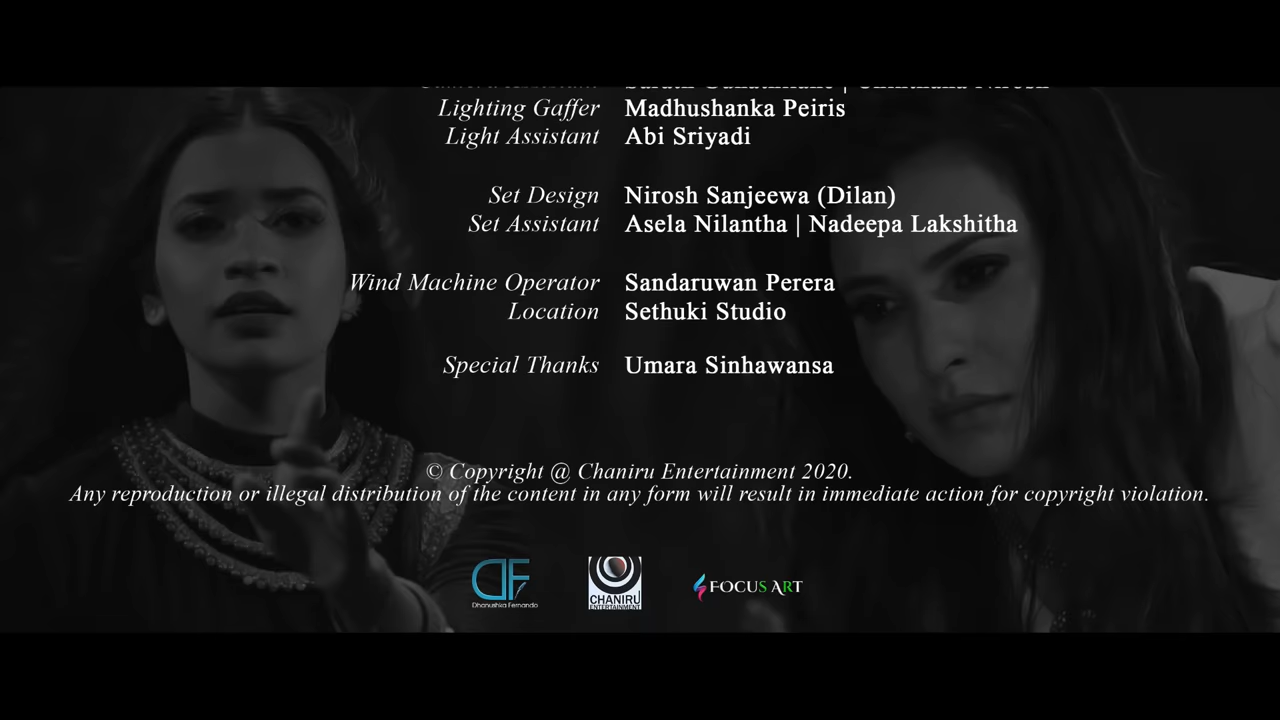 Lighting Gaffer Madhushanka Peiris
Light Assistant Abi Sriyadi
Set Design Nirosh Sanjeewa (Dilan)
Set Assistant Asela Nilantha | Nadeepa Lakshitha
Wind Machine Operator Sandaruwan Perera
Location Sethuki Studio
Special Thanks Umara Sinhawansa
© Copyright @ Chaniru Entertainment 2020.
Any reproduction or illegal distribution of the content in any form will result in immediate action for copyright violation.
DF
Dhanushka Fernando
CHANIRU
ENTERTAINMENT
FOCUS ART